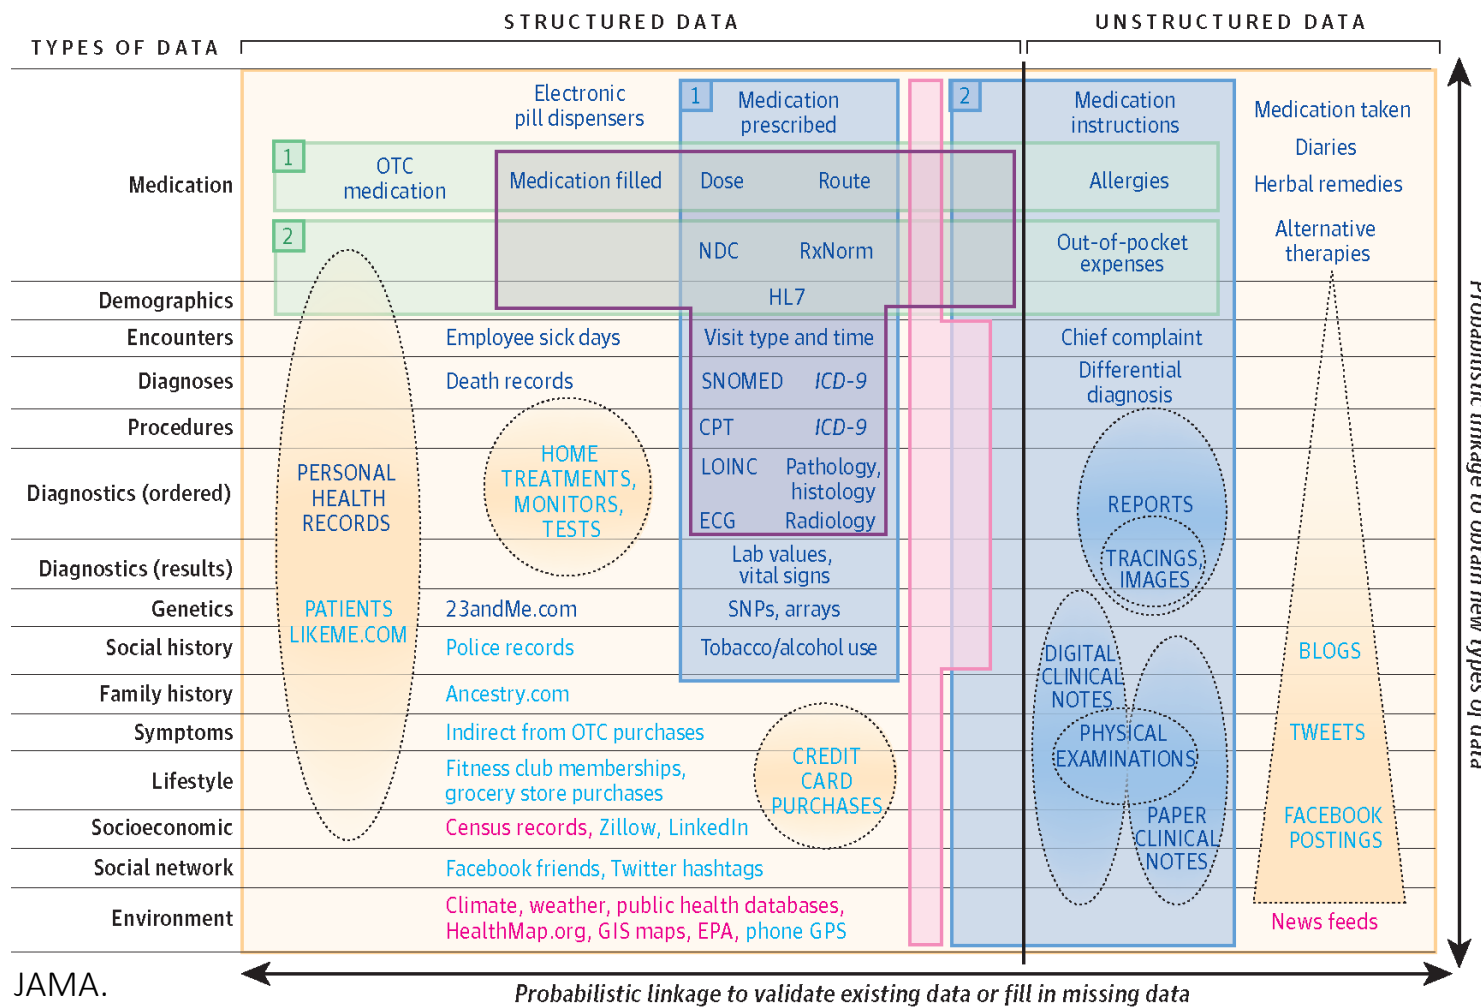 STRUCTURED DATA
UNSTRUCTURED DATA
TYPES OF DATA
Medication
Demographics
Encounters
Diagnoses
Procedures
Diagnostics (ordered)
Diagnostics (results)
Genetics
Social history
Family history
Symptoms
Lifestyle
Socioeconomic
Social network
Environment
1
OTC
medication
2
PERSONAL
HEALTH
RECORDS
PATIENTS
LIKEME.COM
Electronic
pill dispensers
Medication filled
Employee sick days
Death records
HOME
TREATMENTS,
MONITORS,
TESTS
23andMe.com
Police records
Ancestry.com
Indirect from OTC purchases
Fitness club memberships,
grocery store purchases
Census records, Zillow, LinkedIn
Facebook friends, Twitter hashtags
Climate, weather, public health databases,
HealthMap.org, GIS maps, EPA, phone GPS
1
Medication
prescribed
Dose Route
NDC RxNorm
HL7
Visit type and time
SNOMED ICD-9
CPT ICD-9
LOINC Pathology,
histology
ECG Radiology
Lab values,
vital signs
SNPs, arrays
Tobacco/alcohol use
CREDIT
CARD
PURCHASES
2
Medication
instructions
Allergies
Out-of-pocket
expenses
Chief complaint
Differential
diagnosis
REPORTS
TRACINGS,
IMAGES
DIGITAL
CLINICAL
NOTES
PHYSICAL
EXAMINATIONS
PAPER
CLINICAL
NOTES
Medication taken
Diaries
Herbal remedies
Alternative
therapies
BLOGS
TWEETS
FACEBOOK
POSTINGS
News feeds
Probabilistic linkage to obtain new types of data
JAMA.
Probabilistic linkage to validate existing data or fill in missing data